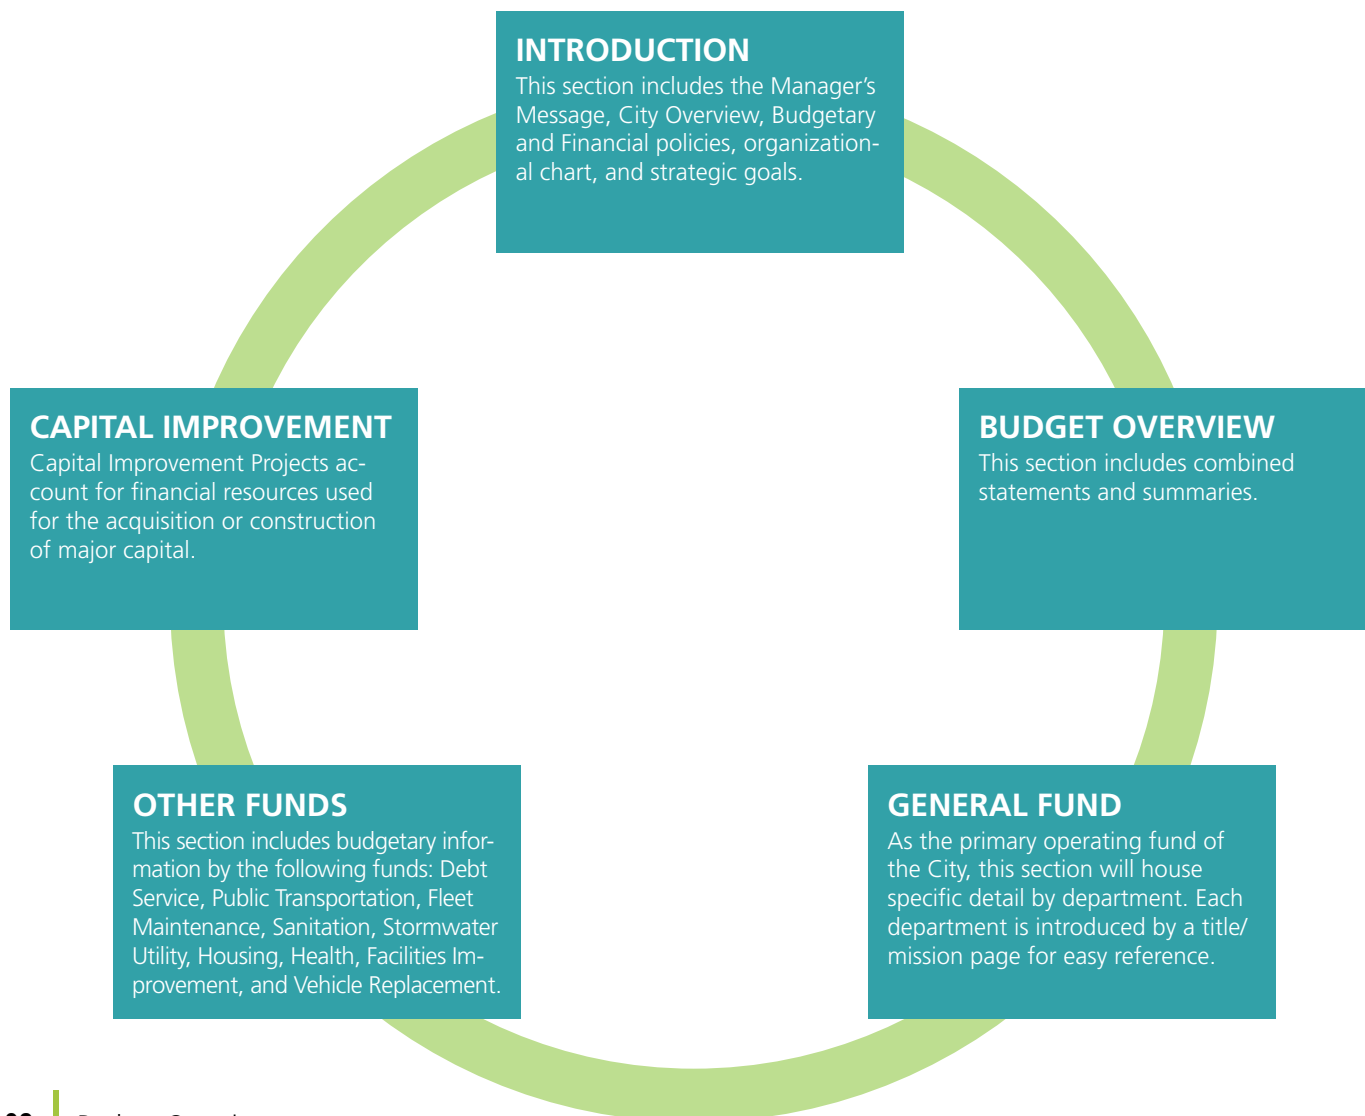 INTRODUCTION
This section includes the Manager’s
Message, City Overview, Budgetary
and Financial policies, organization-
al chart, and strategic goals.
CAPITAL IMPROVEMENT
Capital Improvement Projects ac-
count for financial resources used
for the acquisition or construction
of major capital.
BUDGET OVERVIEW
This section includes combined
statements and summaries.
OTHER FUNDS
This section includes budgetary infor-
mation by the following funds: Debt
Service, Public Transportation, Fleet
Maintenance, Sanitation, Stormwater
Utility, Housing, Health, Facilities Im-
provement, and Vehicle Replacement.
GENERAL FUND
As the primary operating fund of
the City, this section will house
specific detail by department. Each
department is introduced by a title/
mission page for easy reference.